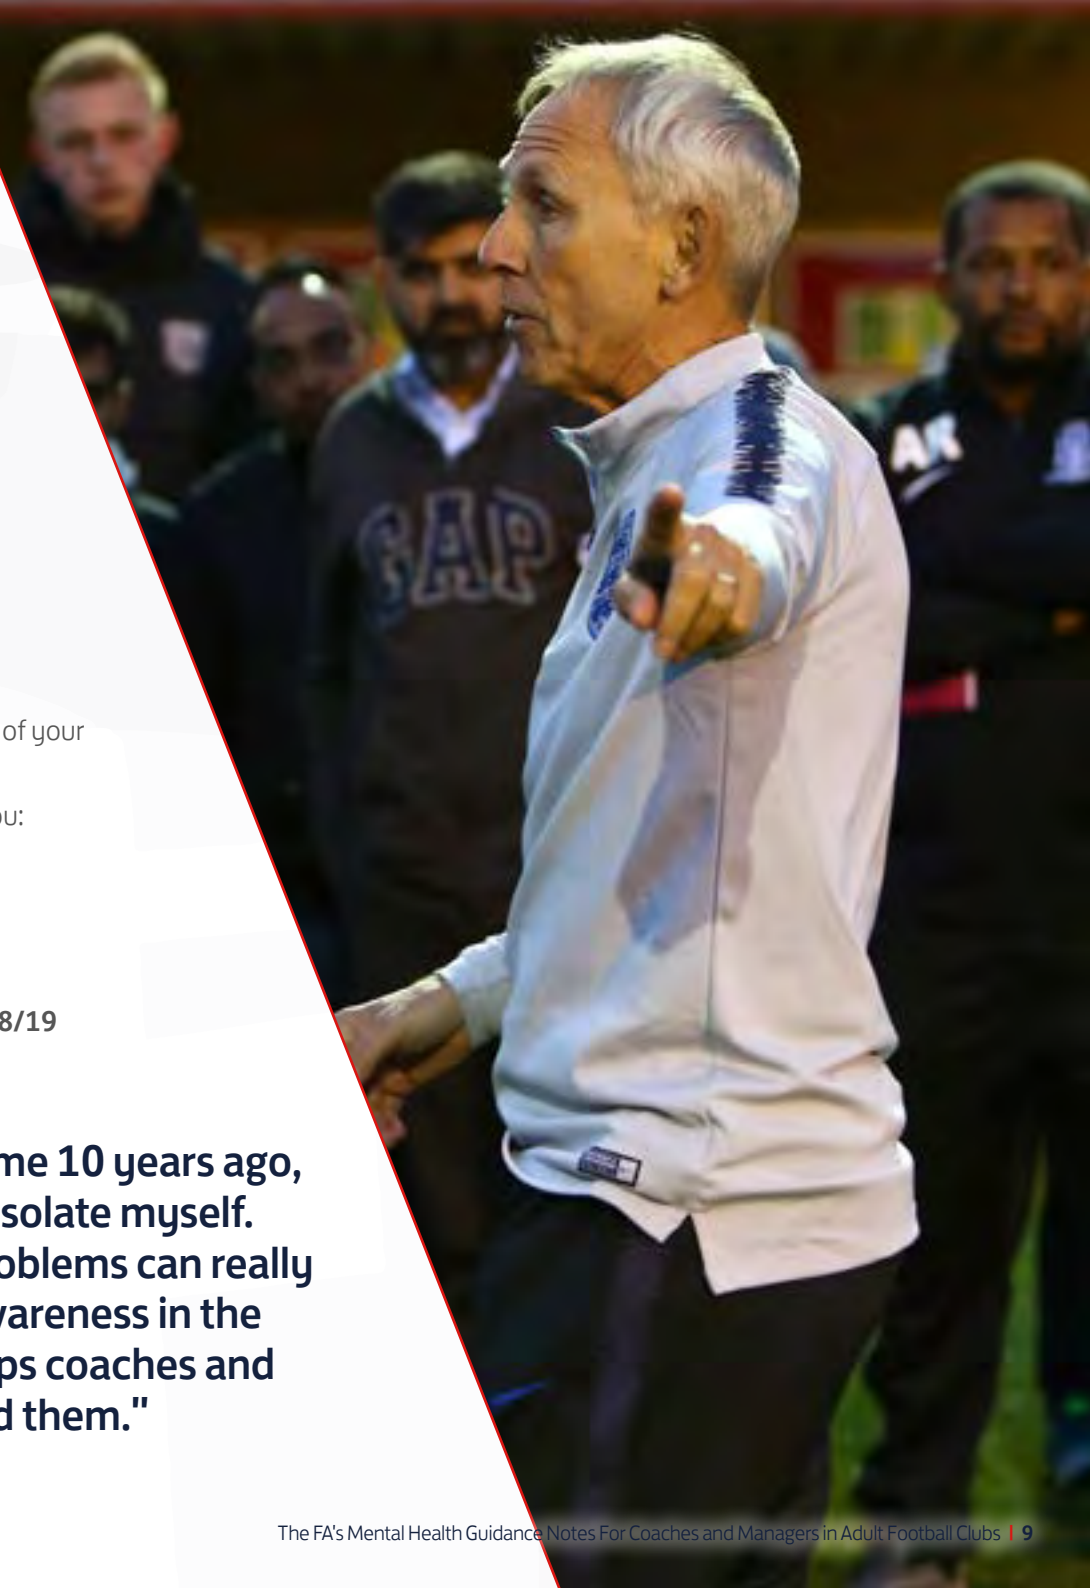 of your
ou:
8/19
me 10 years ago,
solate myself.
oblems can really
vareness in the
ps coaches and
d them."
GAP
AR
The FA's Mental Health Guidance Notes For Coaches and Managers in Adult Football Clubs | 9